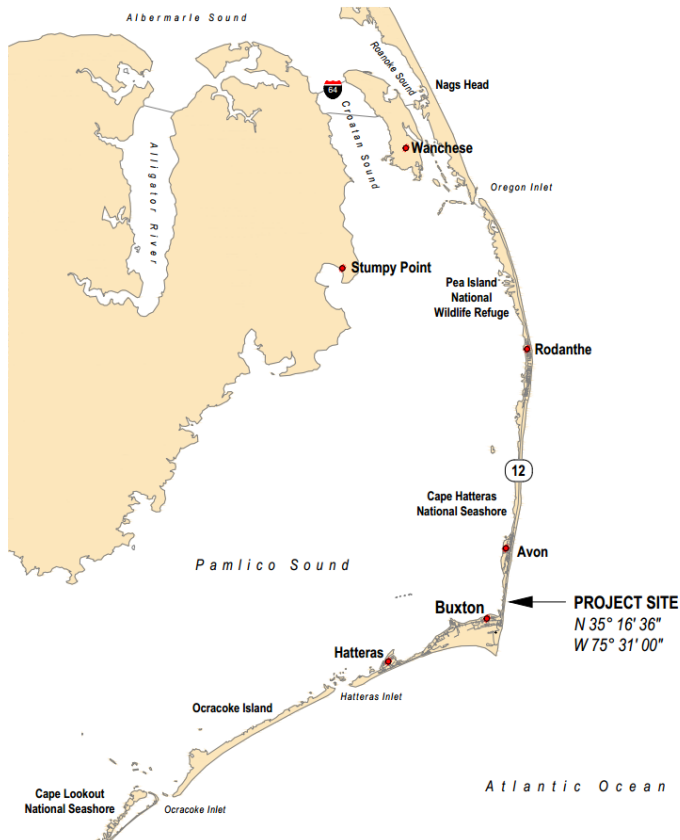 Albermarle Sound
Roanoke Sound
Nags Head
64
Croatan Sound
Wanchese
Alligator River
Oregon Inlet
Stumpy Point
Pea Island
National
Wildlife Refuge
Rodanthe
12
Cape Hatteras
National Seashore
Avon
Pamlico Sound
PROJECT SITE
N 35° 16' 36"
W 75° 31' 00"
Buxton
Hatteras
Hatteras Inlet
Ocracoke Island
Atlantic Ocean
Cape Lookout
National Seashore
Ocracoke Inlet